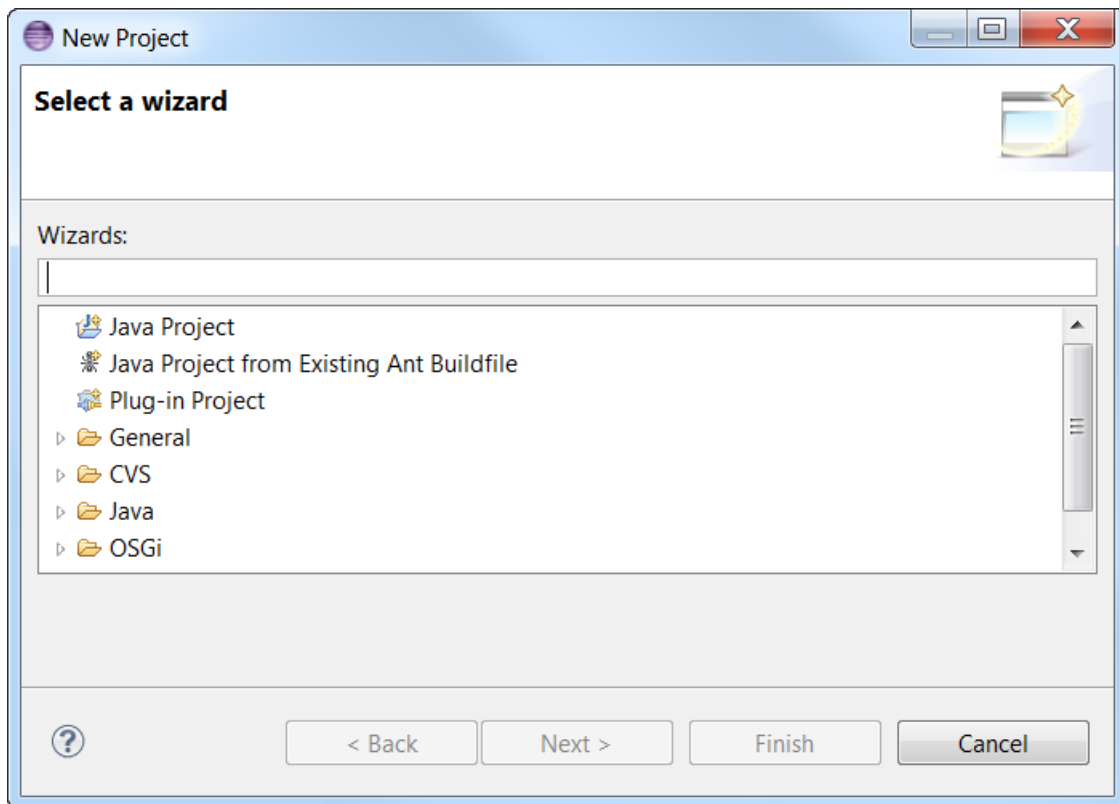 New Project
Select a wizard
Wizards:
Java Project
Java Project from Existing Ant Buildfile
Plug-in Project
General
CVS
Java
OSGi
? < Back Next > Finish Cancel